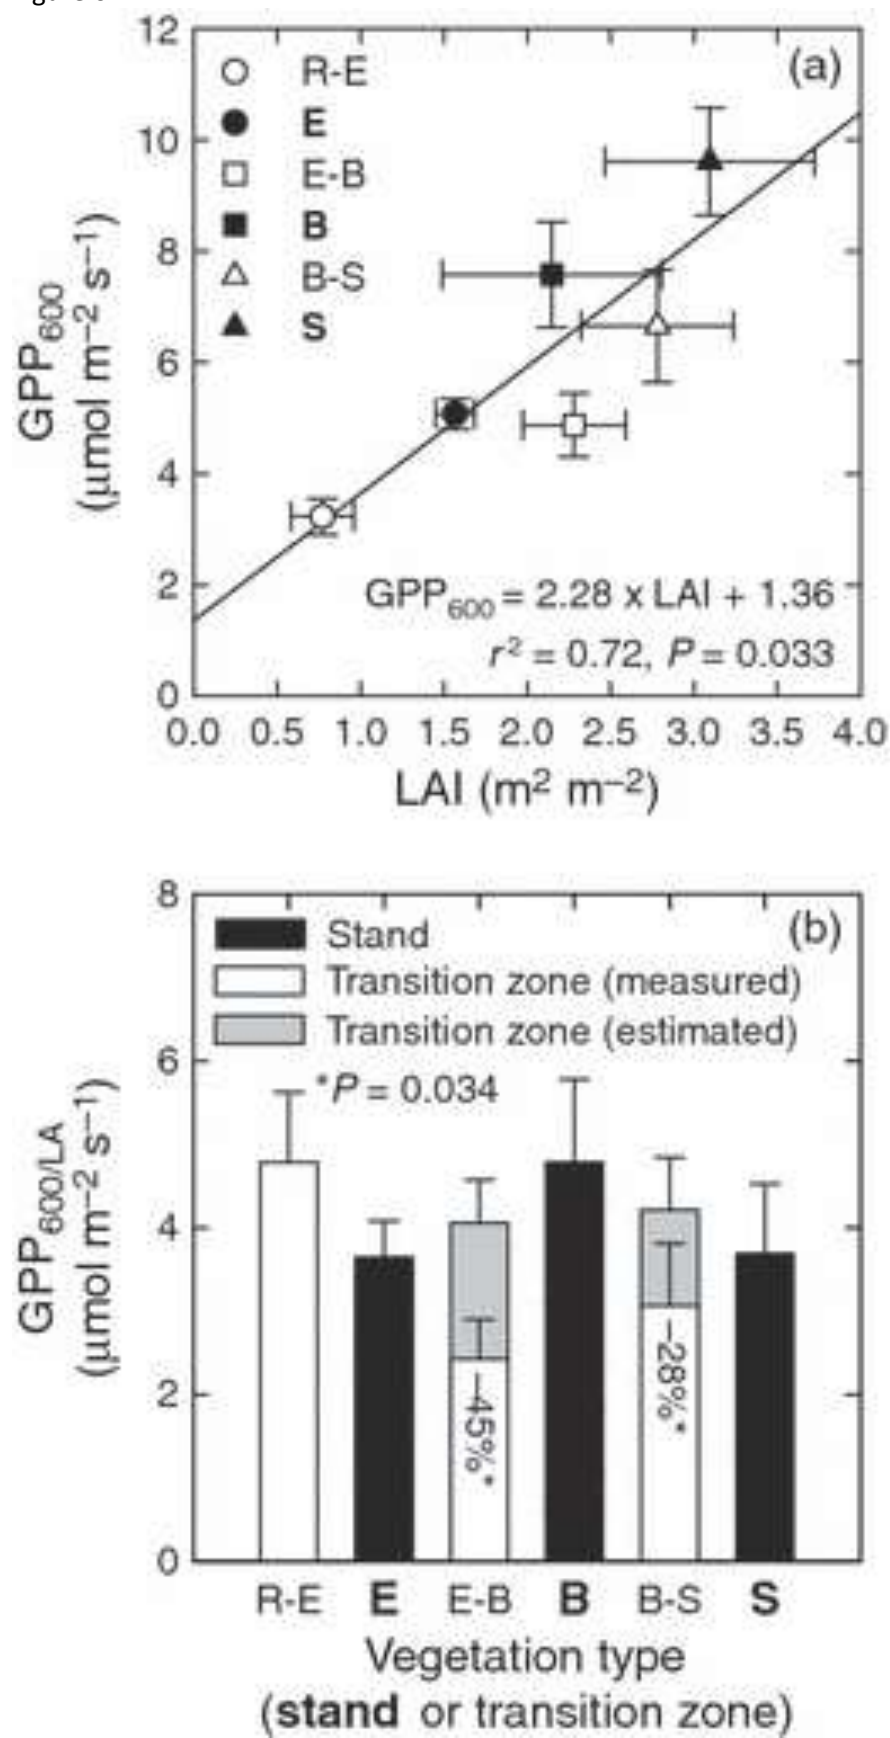 12
(a)
R-E
E
E-B
B
B-S
S
10
8
6
4
2
0
GPP600
(μmol m−2 s−1)
GPP600 = 2.28 x LAI + 1.36
r2 = 0.72, P = 0.033
0.0 0.5 1.0 1.5 2.0 2.5 3.0 3.5 4.0
LAI (m2 m−2)
8
(b)
Stand
Transition zone (measured)
Transition zone (estimated)
*P = 0.034
6
4
2
0
GPP600/LA
(μmol m−2 s−1)
−45%*
−28%*
R-E E E-B B B-S S
Vegetation type
(stand or transition zone)